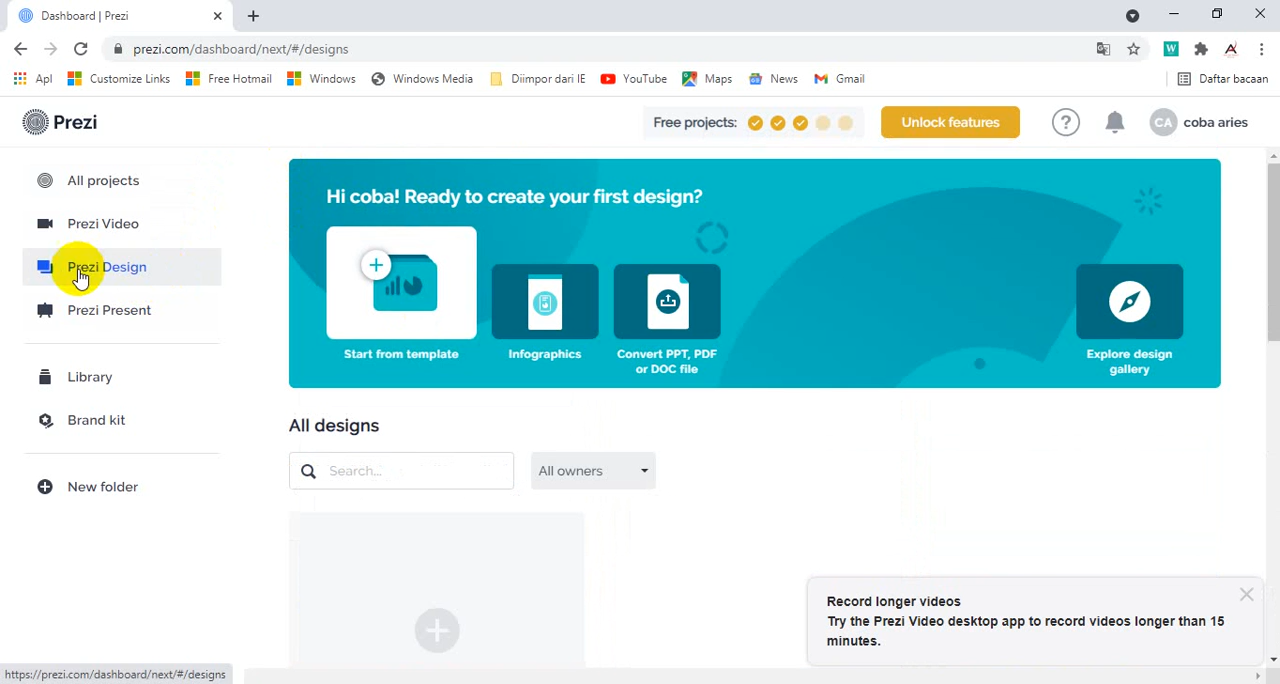 Dashboard | Prezi
prezi.com/dashboard/next/#/designs
Apl
Customize Links
Free Hotmail
Windows
Windows Media
Diimpor dari IE
YouTube
Maps
News
Gmail
Daftar bacaan
Prezi
Free projects:
Unlock features
?
CA
coba aries
All projects
Prezi Video
Prezi Design
Prezi Present
Library
Brand kit
New folder
Hi coba! Ready to create your first design?
Start from template
Infographics
Convert PPT, PDF
or DOC file
Explore design
gallery
All designs
Search...
All owners
Record longer videos
Try the Prezi Video desktop app to record videos longer than 15
minutes.
https://prezi.com/dashboard/next/#/designs